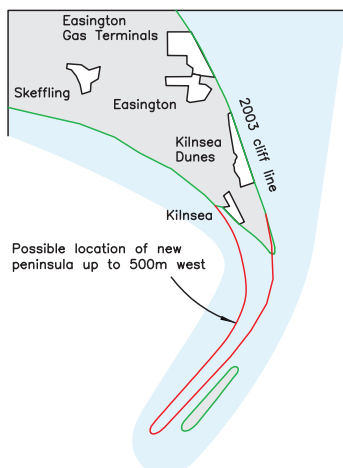 Easington
Gas Terminals
Skeffling
Easington
2003 cliff line
Kilnsea
Dunes
Kilnsea
Possible location of new
peninsula up to 500m west